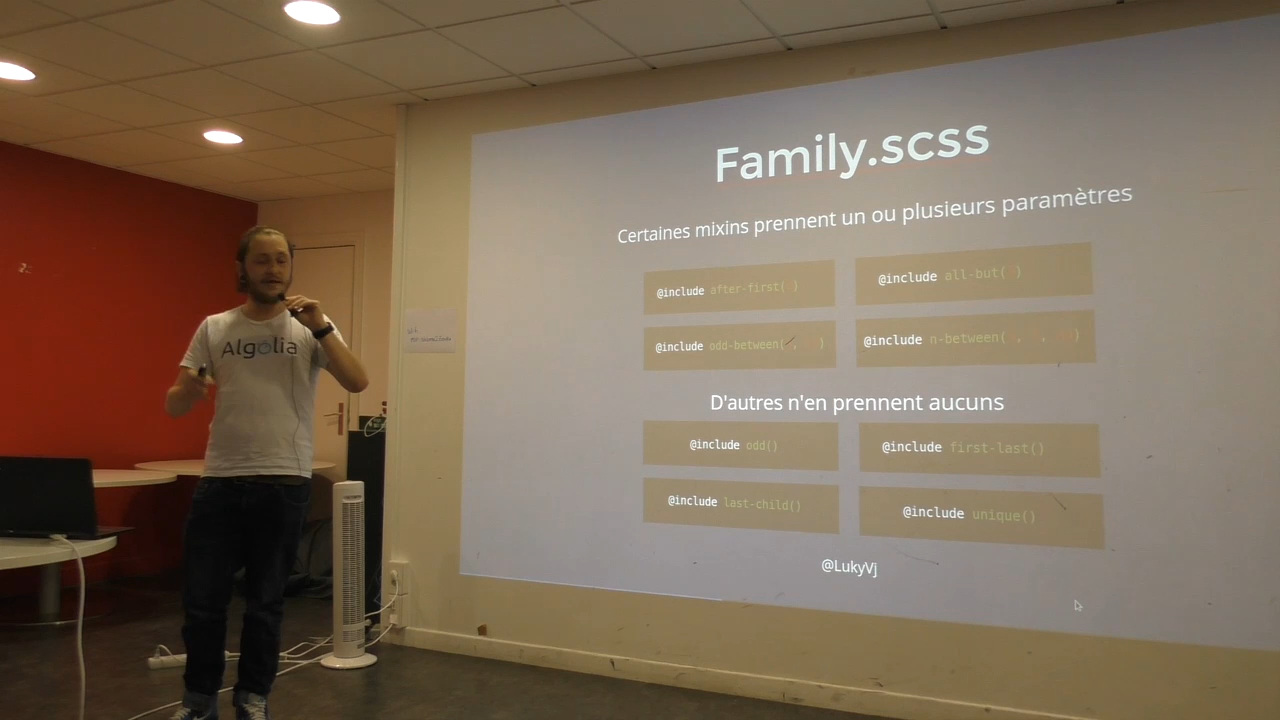 Family.scss
Certaines mixins prennent un ou plusieurs paramètres
@include after-first( )
@include all-but( )
@include odd-between( , )
@include n-between( , , )
D'autres n'en prennent aucuns
@include odd()
@include first-last()
@include last-child()
@include unique()
@LukyVj
Algolia